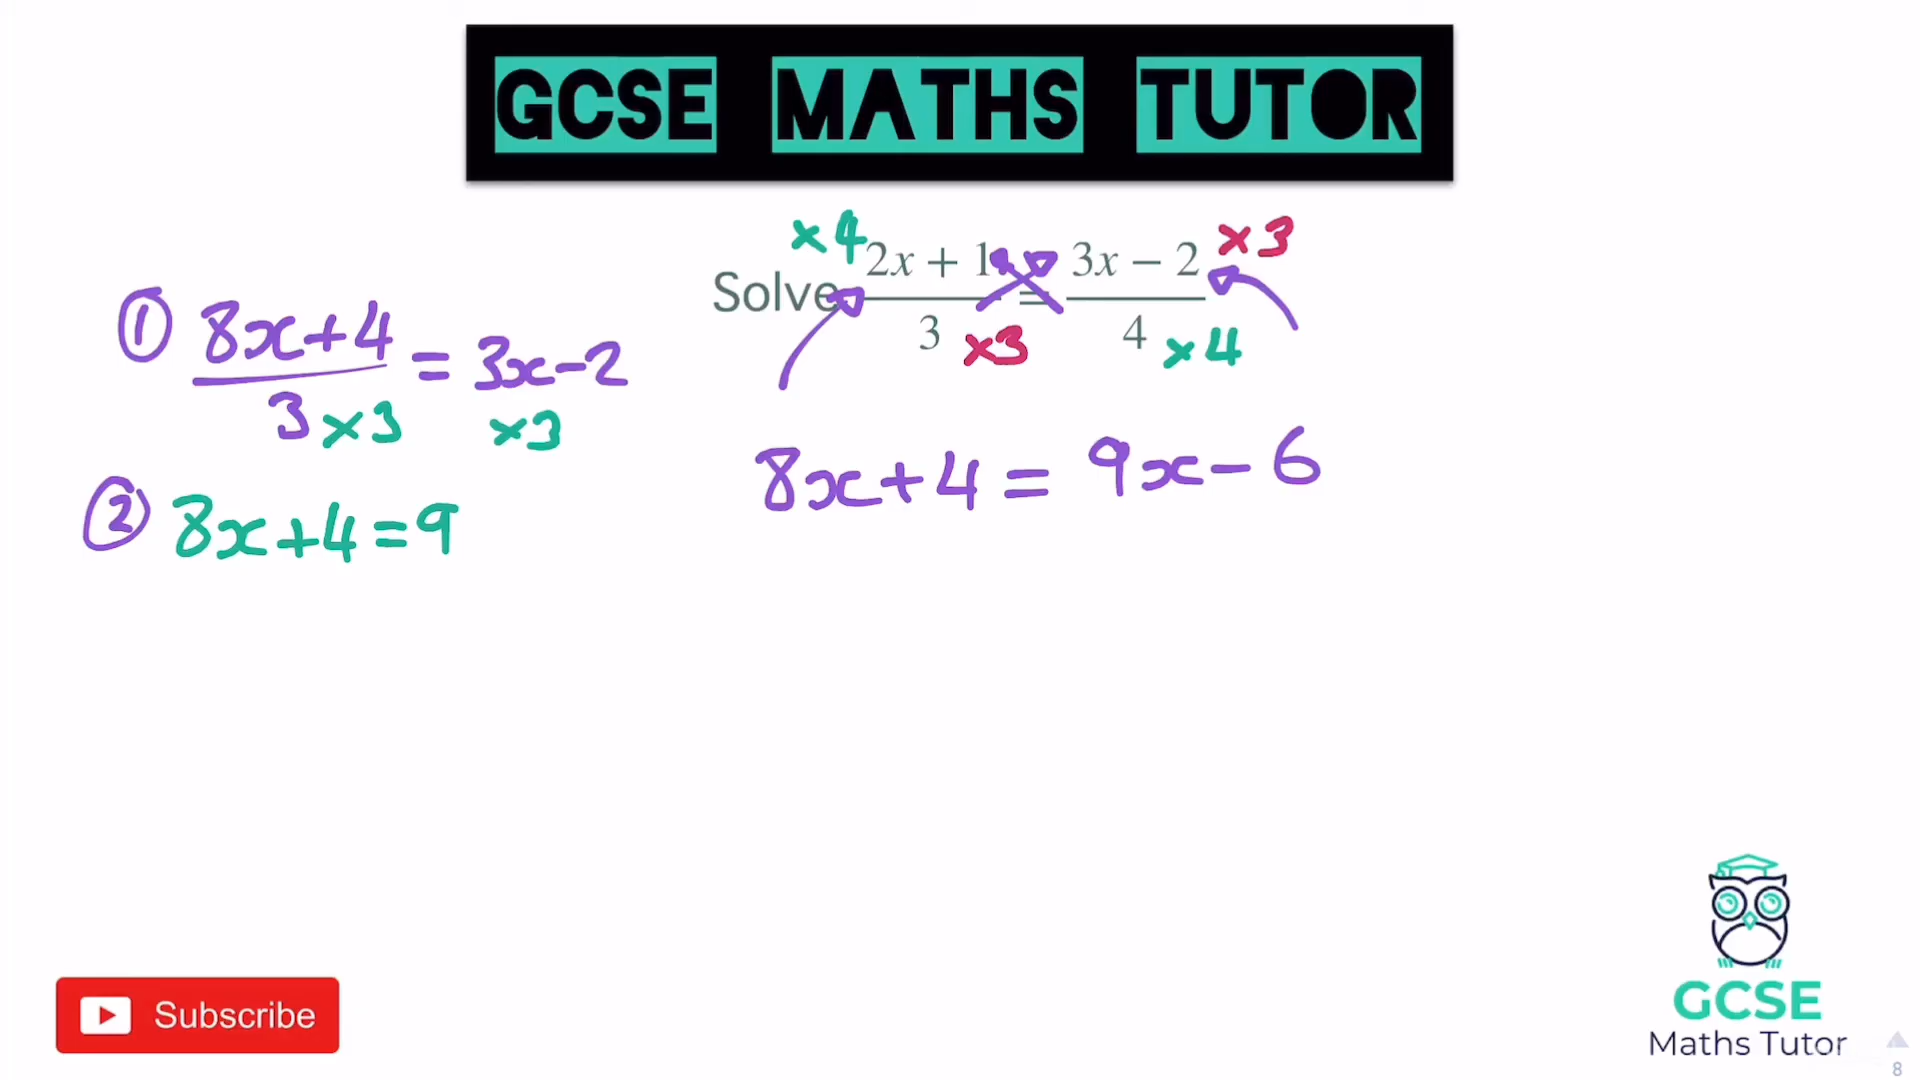 GCSE MATHS TUTOR
×4 ×3
Solve (2x + 1)/3 = (3x − 2)/4
×3 ×4
① (8x+4)/3 = 3x−2
×3 ×3
8x+4 = 9x−6
② 8x+4=9
Subscribe
GCSE
Maths Tutor
8